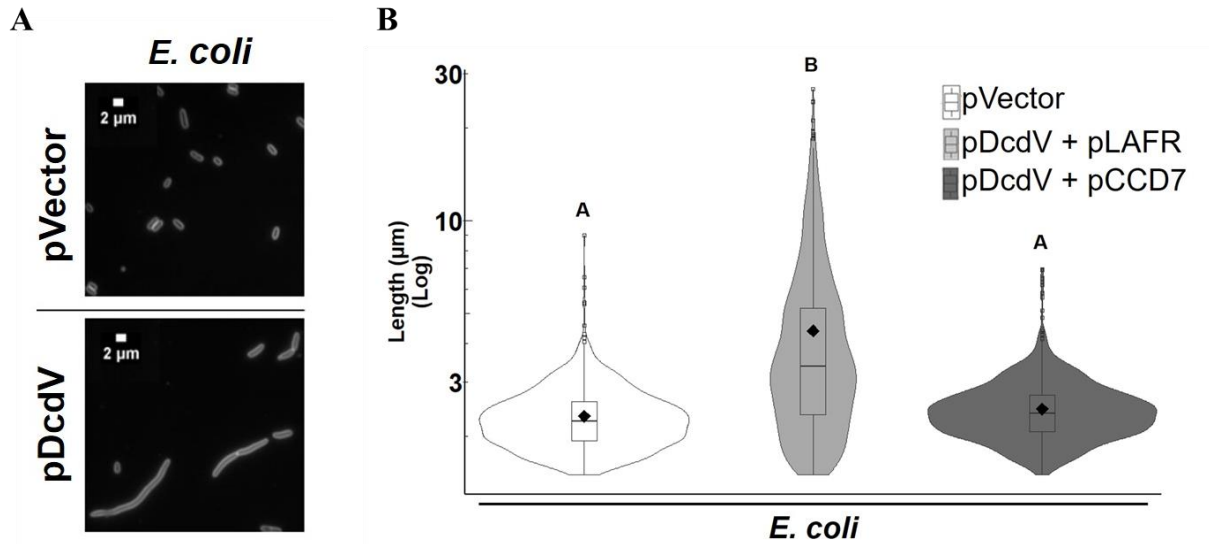 A
E. coli
pVector
2 µm
pDcdV
2 µm
B
30
10
3
Length (µm)
(Log)
A
B
A
pVector
pDcdV + pLAFR
pDcdV + pCCD7
E. coli